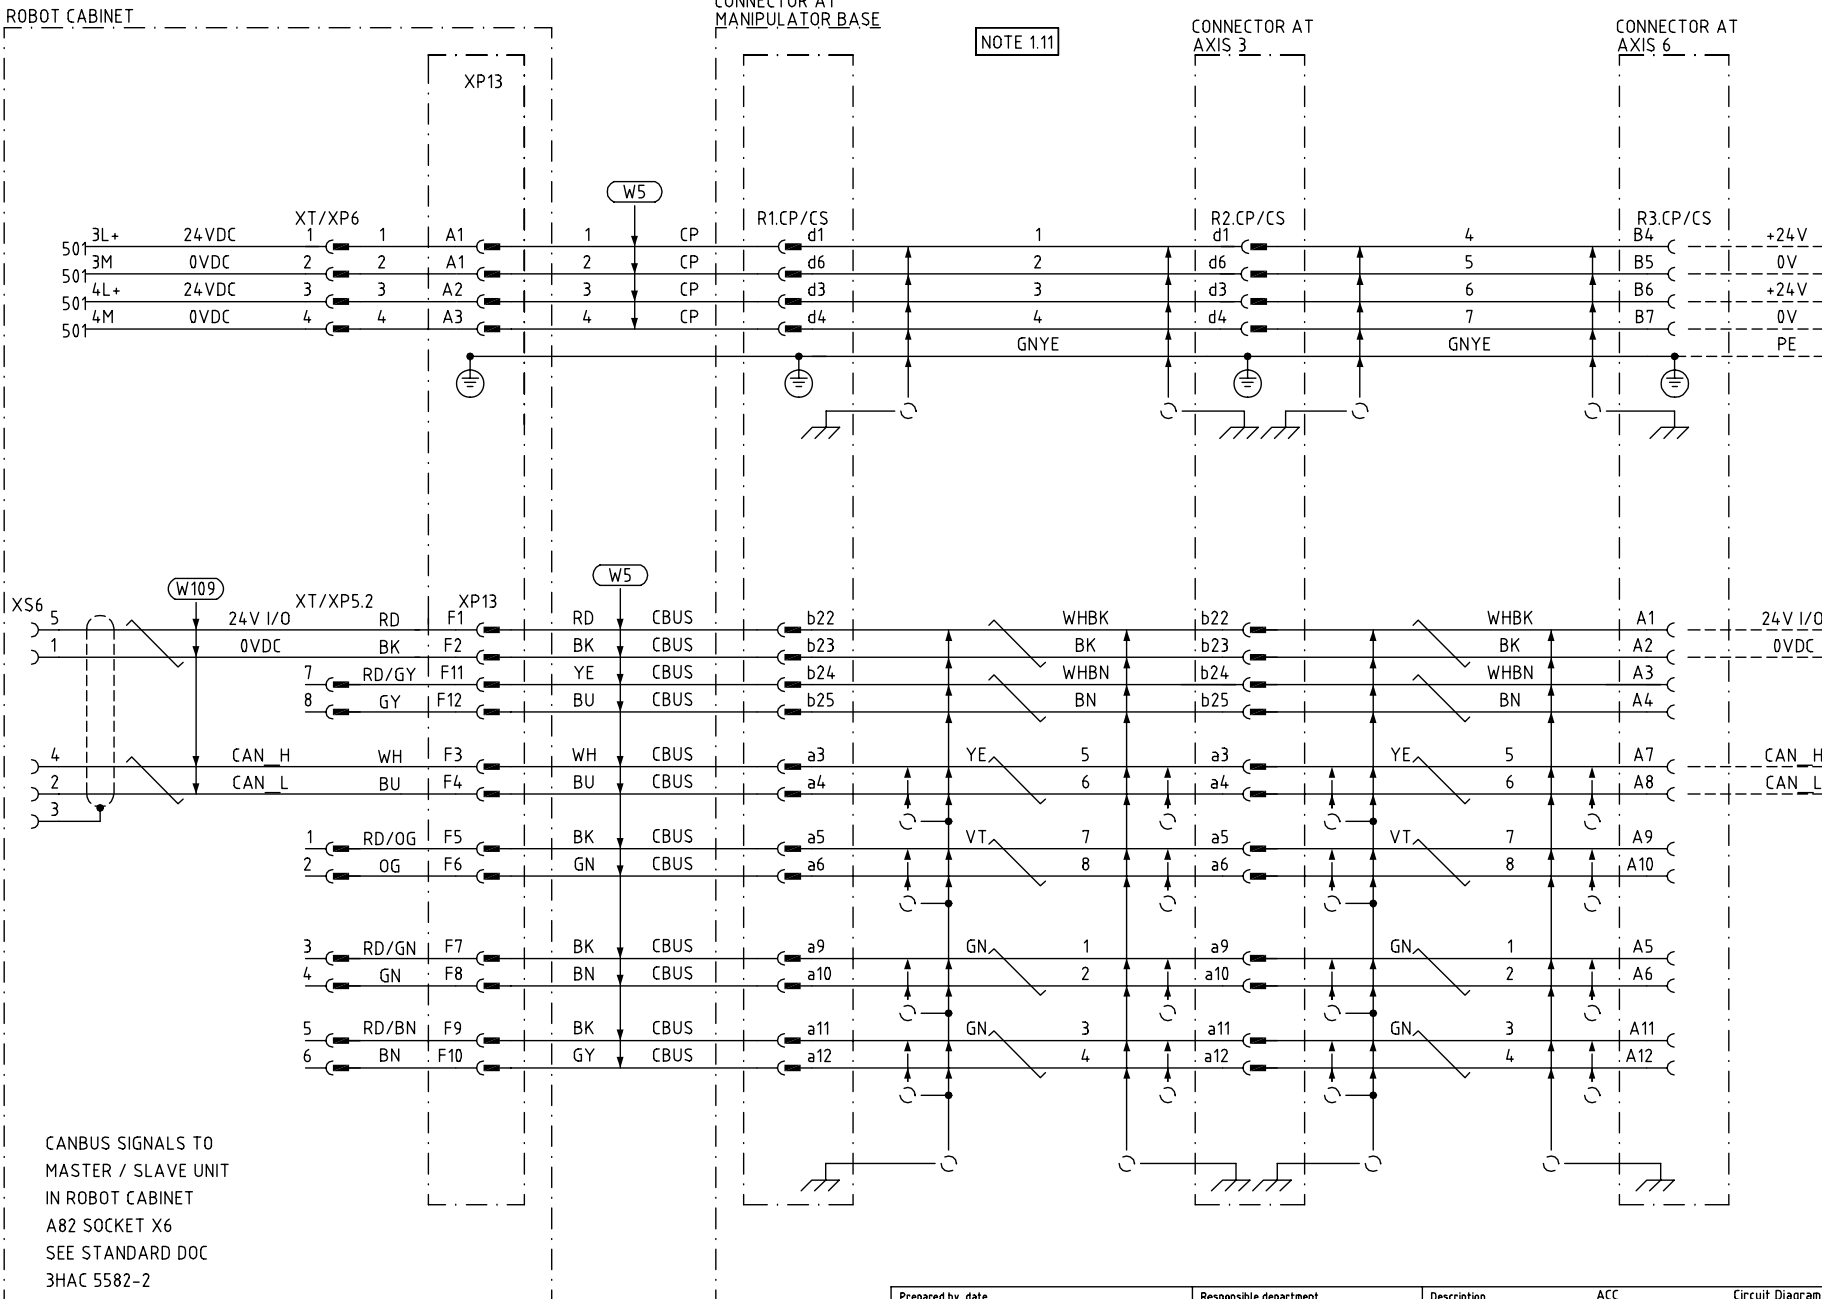 CONNECTOR AT
MANIPULATOR BASE
ROBOT CABINET
NOTE 1.11
CONNECTOR AT
AXIS 3
CONNECTOR AT
AXIS 6
XP13
W5
XT/XP6 R1.CP/CS R2.CP/CS R3.CP/CS
501 3L+ 24VDC 1 1 A1 1 CP d1 1 d1 4 B4 +24V
501 3M 0VDC 2 2 A1 2 CP d6 2 d6 5 B5 0V
501 4L+ 24VDC 3 3 A2 3 CP d3 3 d3 6 B6 +24V
501 4M 0VDC 4 4 A3 4 CP d4 4 d4 7 B7 0V
GNYE GNYE PE
W109 W5
XS6 XT/XP5.2 XP13
5 24V I/O RD F1 RD CBUS b22 WHBK b22 WHBK A1 24V I/O
1 0VDC BK F2 BK CBUS b23 BK b23 BK A2 0VDC
7 RD/GY F11 YE CBUS b24 WHBN b24 WHBN A3
8 GY F12 BU CBUS b25 BN b25 BN A4
4 CAN_H WH F3 WH CBUS a3 YE 5 a3 YE 5 A7 CAN_H
2 CAN_L BU F4 BU CBUS a4 6 a4 6 A8 CAN_L
3
1 RD/OG F5 BK CBUS a5 VT 7 a5 VT 7 A9
2 OG F6 GN CBUS a6 8 a6 8 A10
3 RD/GN F7 BK CBUS a9 GN 1 a9 GN 1 A5
4 GN F8 BN CBUS a10 2 a10 2 A6
5 RD/BN F9 BK CBUS a11 GN 3 a11 GN 3 A11
6 BN F10 GY CBUS a12 4 a12 4 A12
CANBUS SIGNALS TO
MASTER / SLAVE UNIT
IN ROBOT CABINET
A82 SOCKET X6
SEE STANDARD DOC
3HAC 5582-2
Prepared by, date Responsible department Description ACC Circuit Diagram